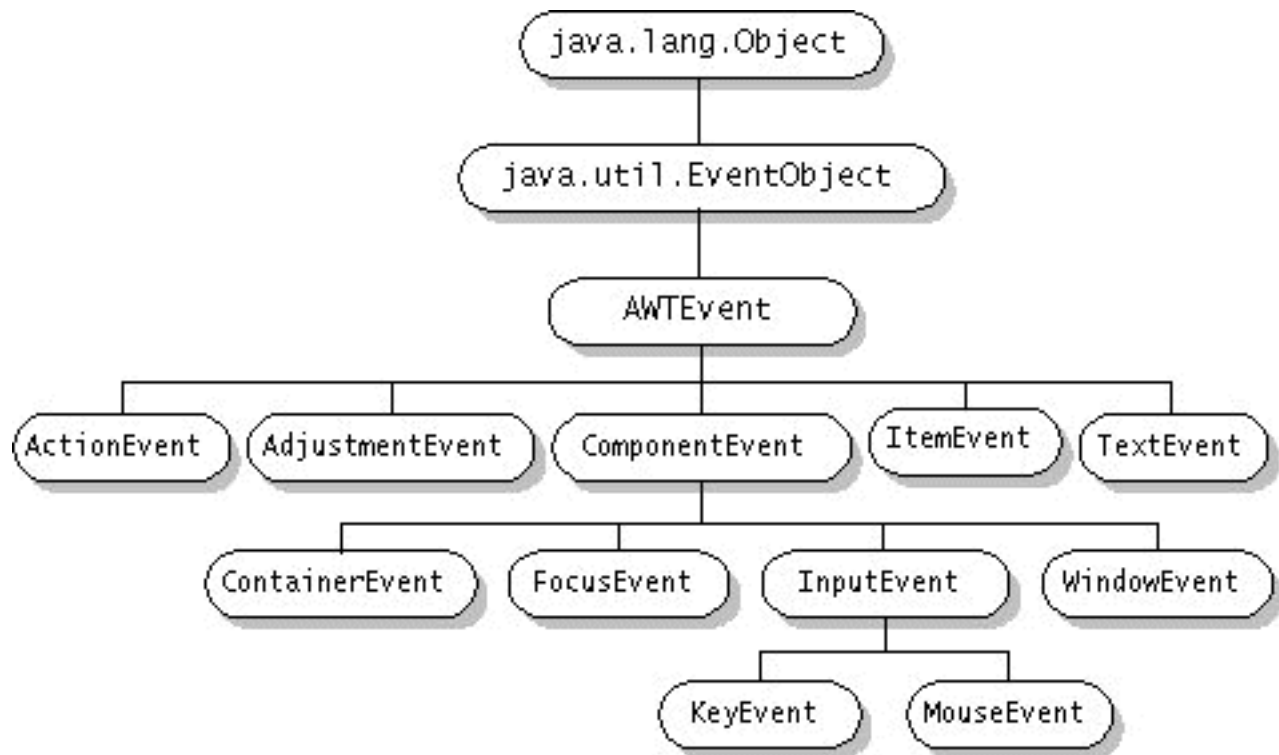 java.lang.Object
java.util.EventObject
AWTEvent
ActionEvent
AdjustmentEvent
ComponentEvent
ItemEvent
TextEvent
ContainerEvent
FocusEvent
InputEvent
WindowEvent
KeyEvent
MouseEvent